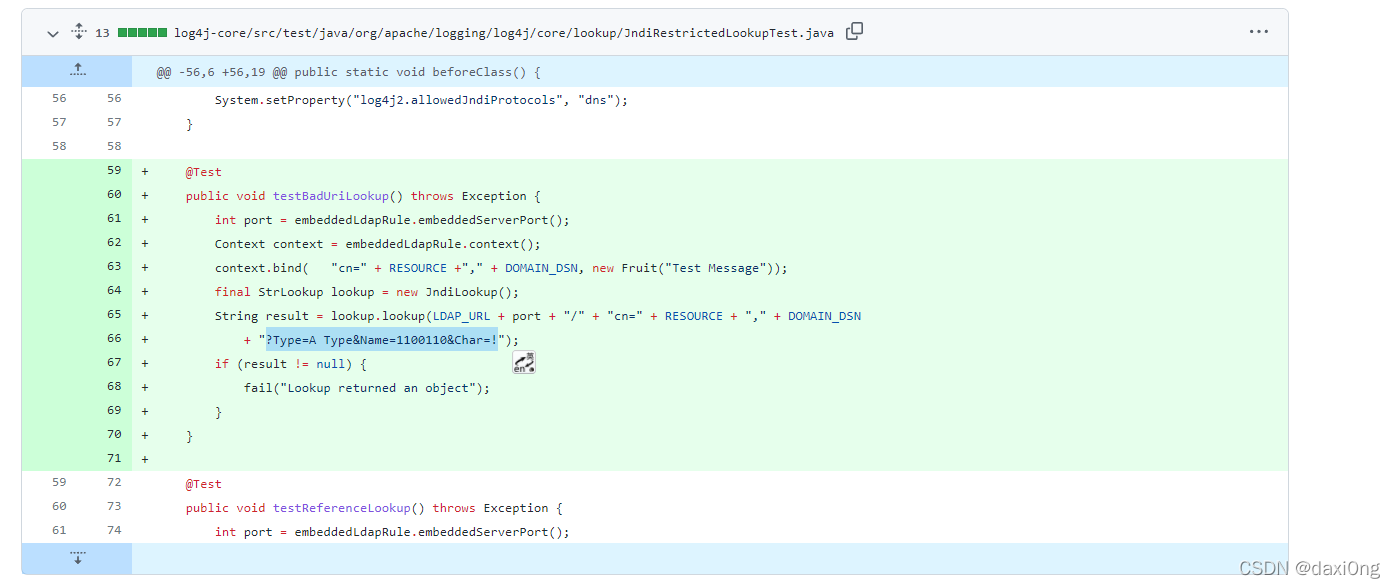 13 log4j-core/src/test/java/org/apache/logging/log4j/core/lookup/JndiRestrictedLookupTest.java
@@ -56,6 +56,19 @@ public static void beforeClass() {
56 56 System.setProperty("log4j2.allowedJndiProtocols", "dns");
57 57 }
58 58
59 + @Test
60 + public void testBadUriLookup() throws Exception {
61 + int port = embeddedLdapRule.embeddedServerPort();
62 + Context context = embeddedLdapRule.context();
63 + context.bind(   "cn=" + RESOURCE +"," + DOMAIN_DSN, new Fruit("Test Message"));
64 + final StrLookup lookup = new JndiLookup();
65 + String result = lookup.lookup(LDAP_URL + port + "/" + "cn=" + RESOURCE + "," + DOMAIN_DSN
66 + + "?Type=A Type&Name=1100110&Char=!");
67 + if (result != null) {
68 + fail("Lookup returned an object");
69 + }
70 + }
71 +
59 72 @Test
60 73 public void testReferenceLookup() throws Exception {
61 74 int port = embeddedLdapRule.embeddedServerPort();
en 英
CSDN @daxi0ng